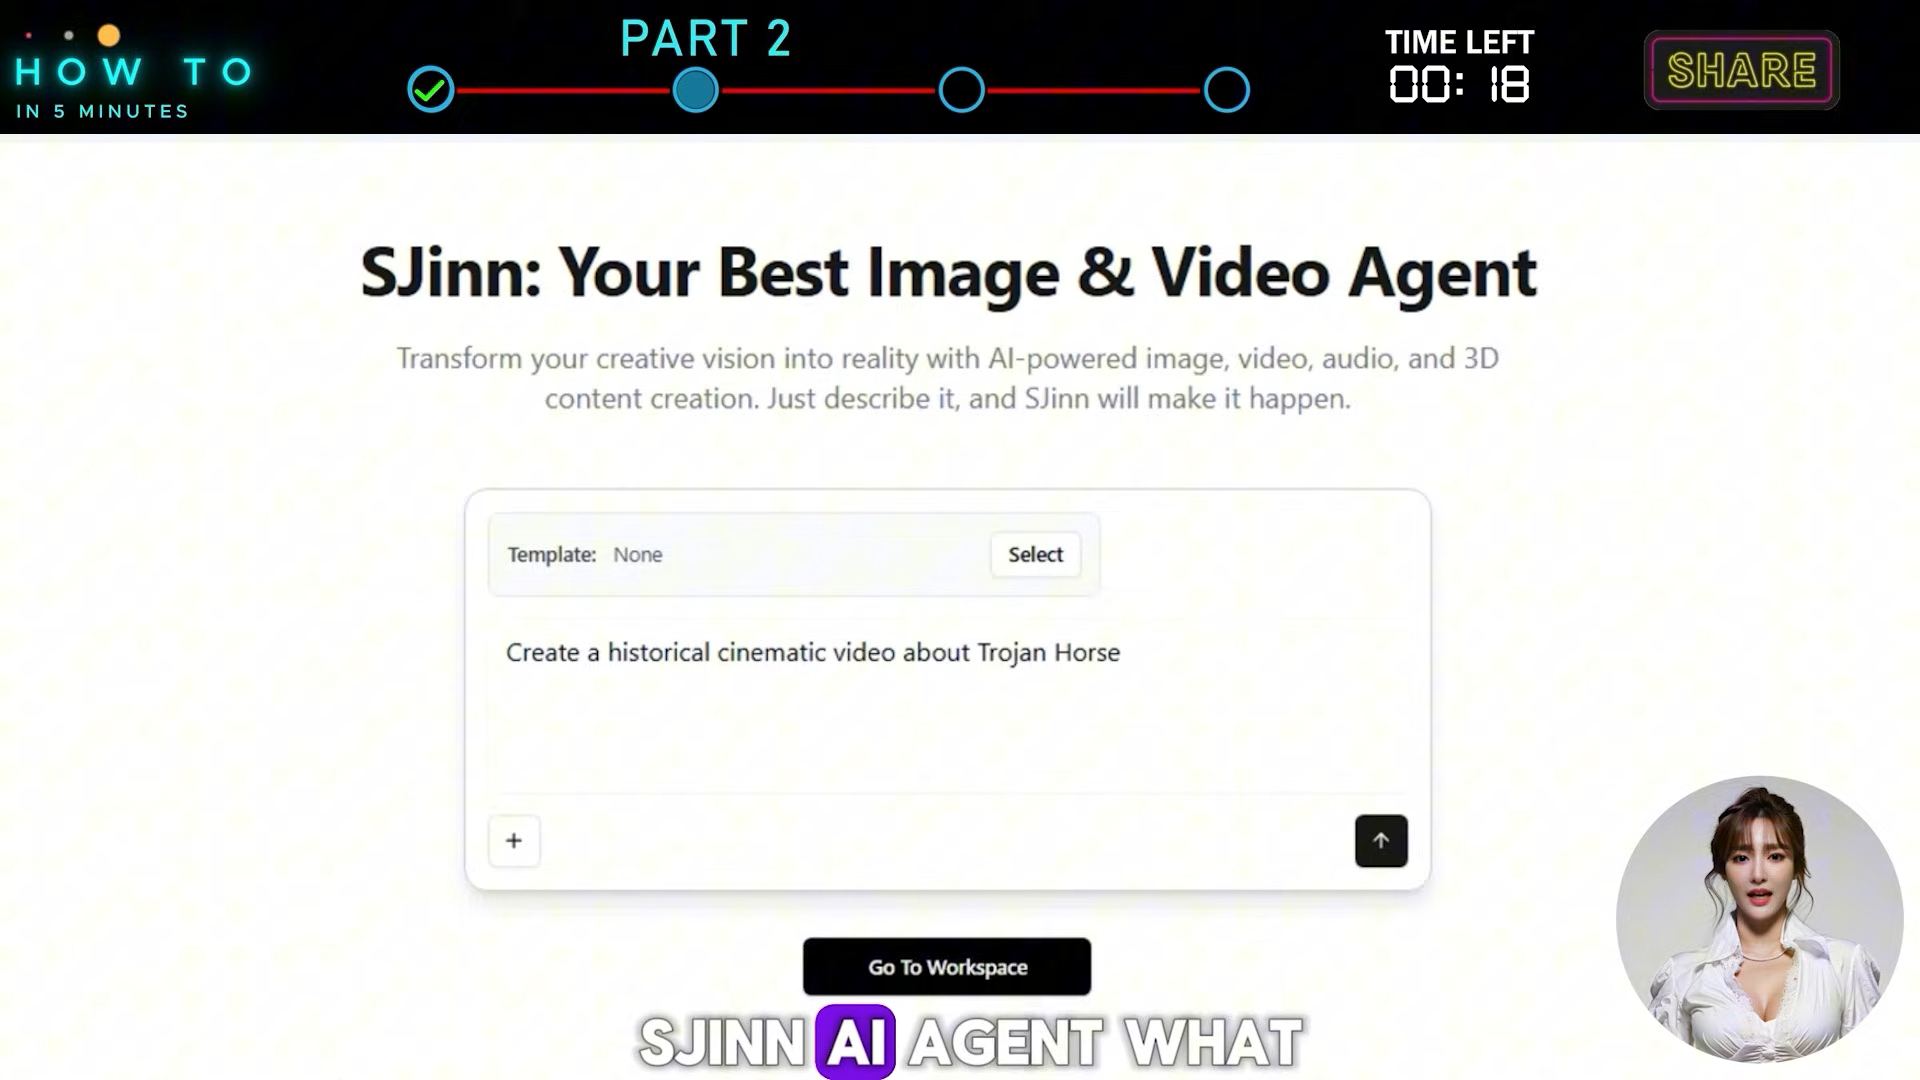 HOW TO
IN 5 MINUTES
PART 2
TIME LEFT
00: 18
SHARE
SJinn: Your Best Image & Video Agent
Transform your creative vision into reality with AI-powered image, video, audio, and 3D
content creation. Just describe it, and SJinn will make it happen.
Template: None
Select
Create a historical cinematic video about Trojan Horse
+
Go To Workspace
SJINN AI AGENT WHAT